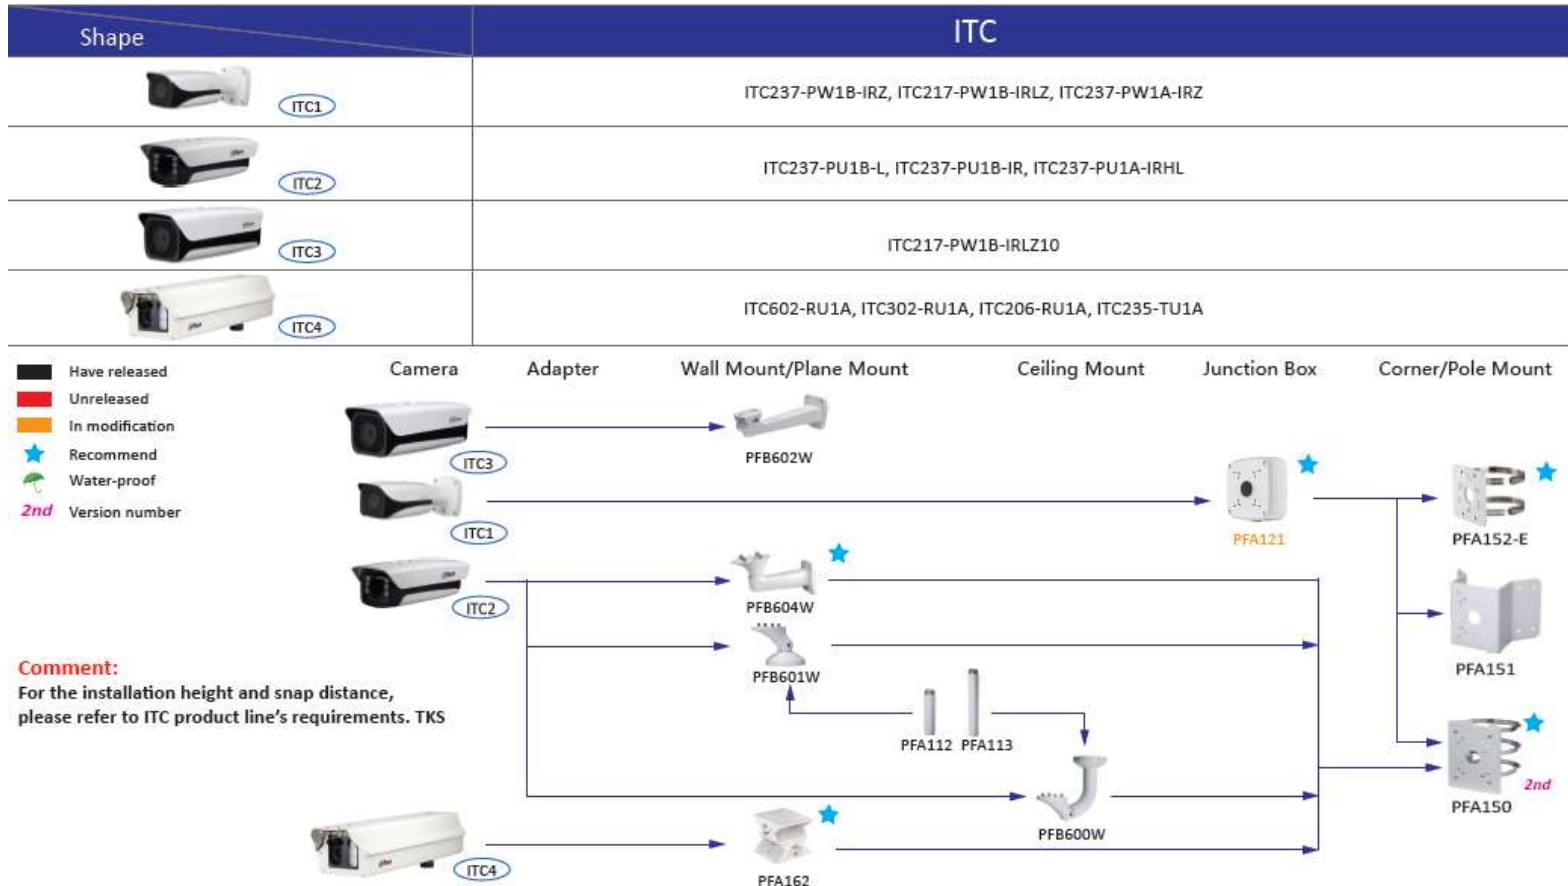 Shape
ITC
ITC1
ITC237-PW1B-IRZ, ITC217-PW1B-IRLZ, ITC237-PW1A-IRZ
ITC2
ITC237-PU1B-L, ITC237-PU1B-IR, ITC237-PU1A-IRHL
ITC3
ITC217-PW1B-IRLZ10
ITC4
ITC602-RU1A, ITC302-RU1A, ITC206-RU1A, ITC235-TU1A
Have released
Unreleased
In modification
Recommend
Water-proof
2nd Version number
Camera
Adapter
Wall Mount/Plane Mount
Ceiling Mount
Junction Box
Corner/Pole Mount
ITC3
PFB602W
ITC1
PFA121
PFA152-E
ITC2
PFB604W
PFB601W
PFA151
Comment:
For the installation height and snap distance,
please refer to ITC product line's requirements. TKS
PFA112
PFA113
PFB600W
2nd
PFA150
ITC4
PFA162